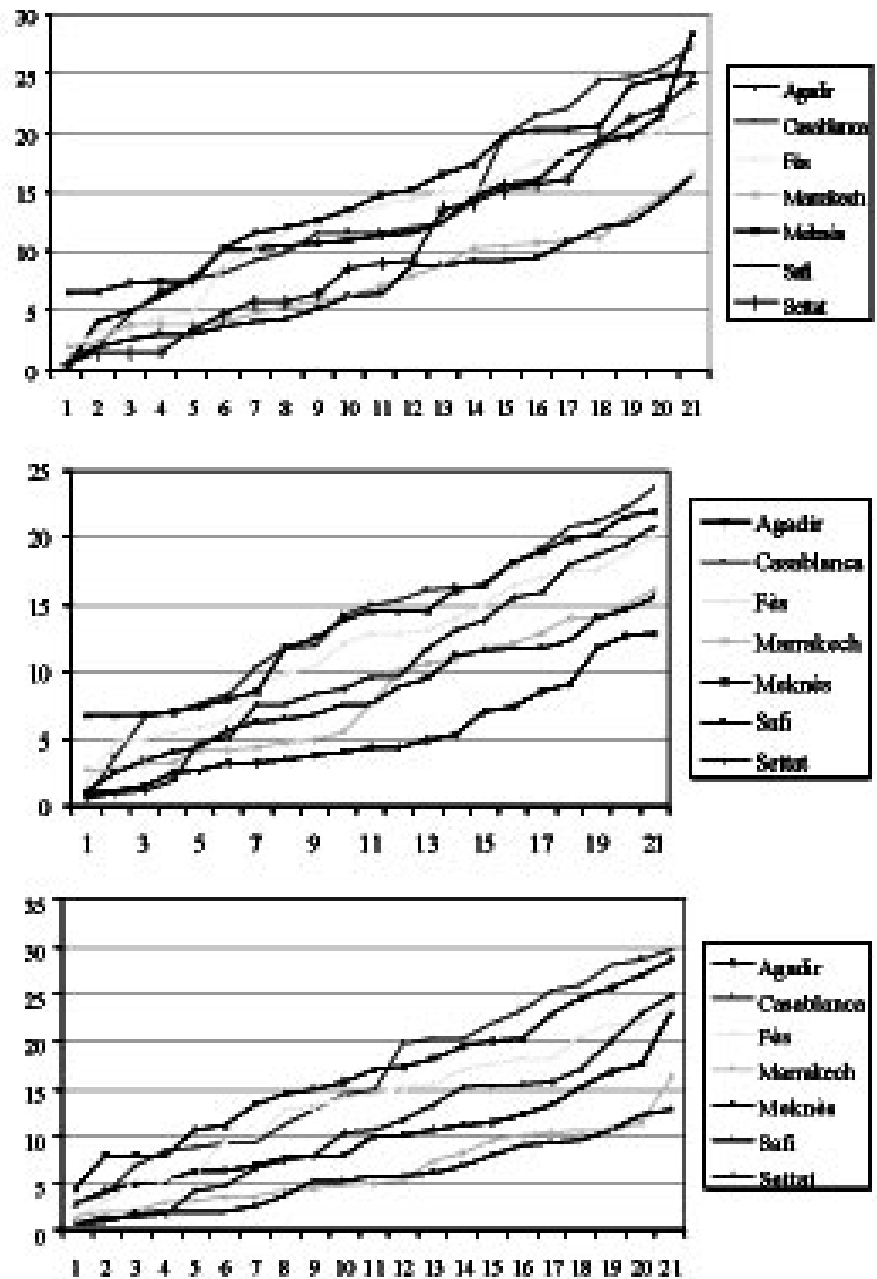 30
25
20
15
10
5
0
1 2 3 4 5 6 7 8 9 10 11 12 13 14 15 16 17 18 19 20 21
Agadir
Casablanca
Fès
Marrakech
Meknès
Safi
Settat
25
20
15
10
5
0
1 3 5 7 9 11 13 15 17 19 21
Agadir
Casablanca
Fès
Marrakech
Meknès
Safi
Settat
35
30
25
20
15
10
5
0
1 2 3 4 5 6 7 8 9 10 11 12 13 14 15 16 17 18 19 20 21
Agadir
Casablanca
Fès
Marrakech
Meknès
Safi
Settat